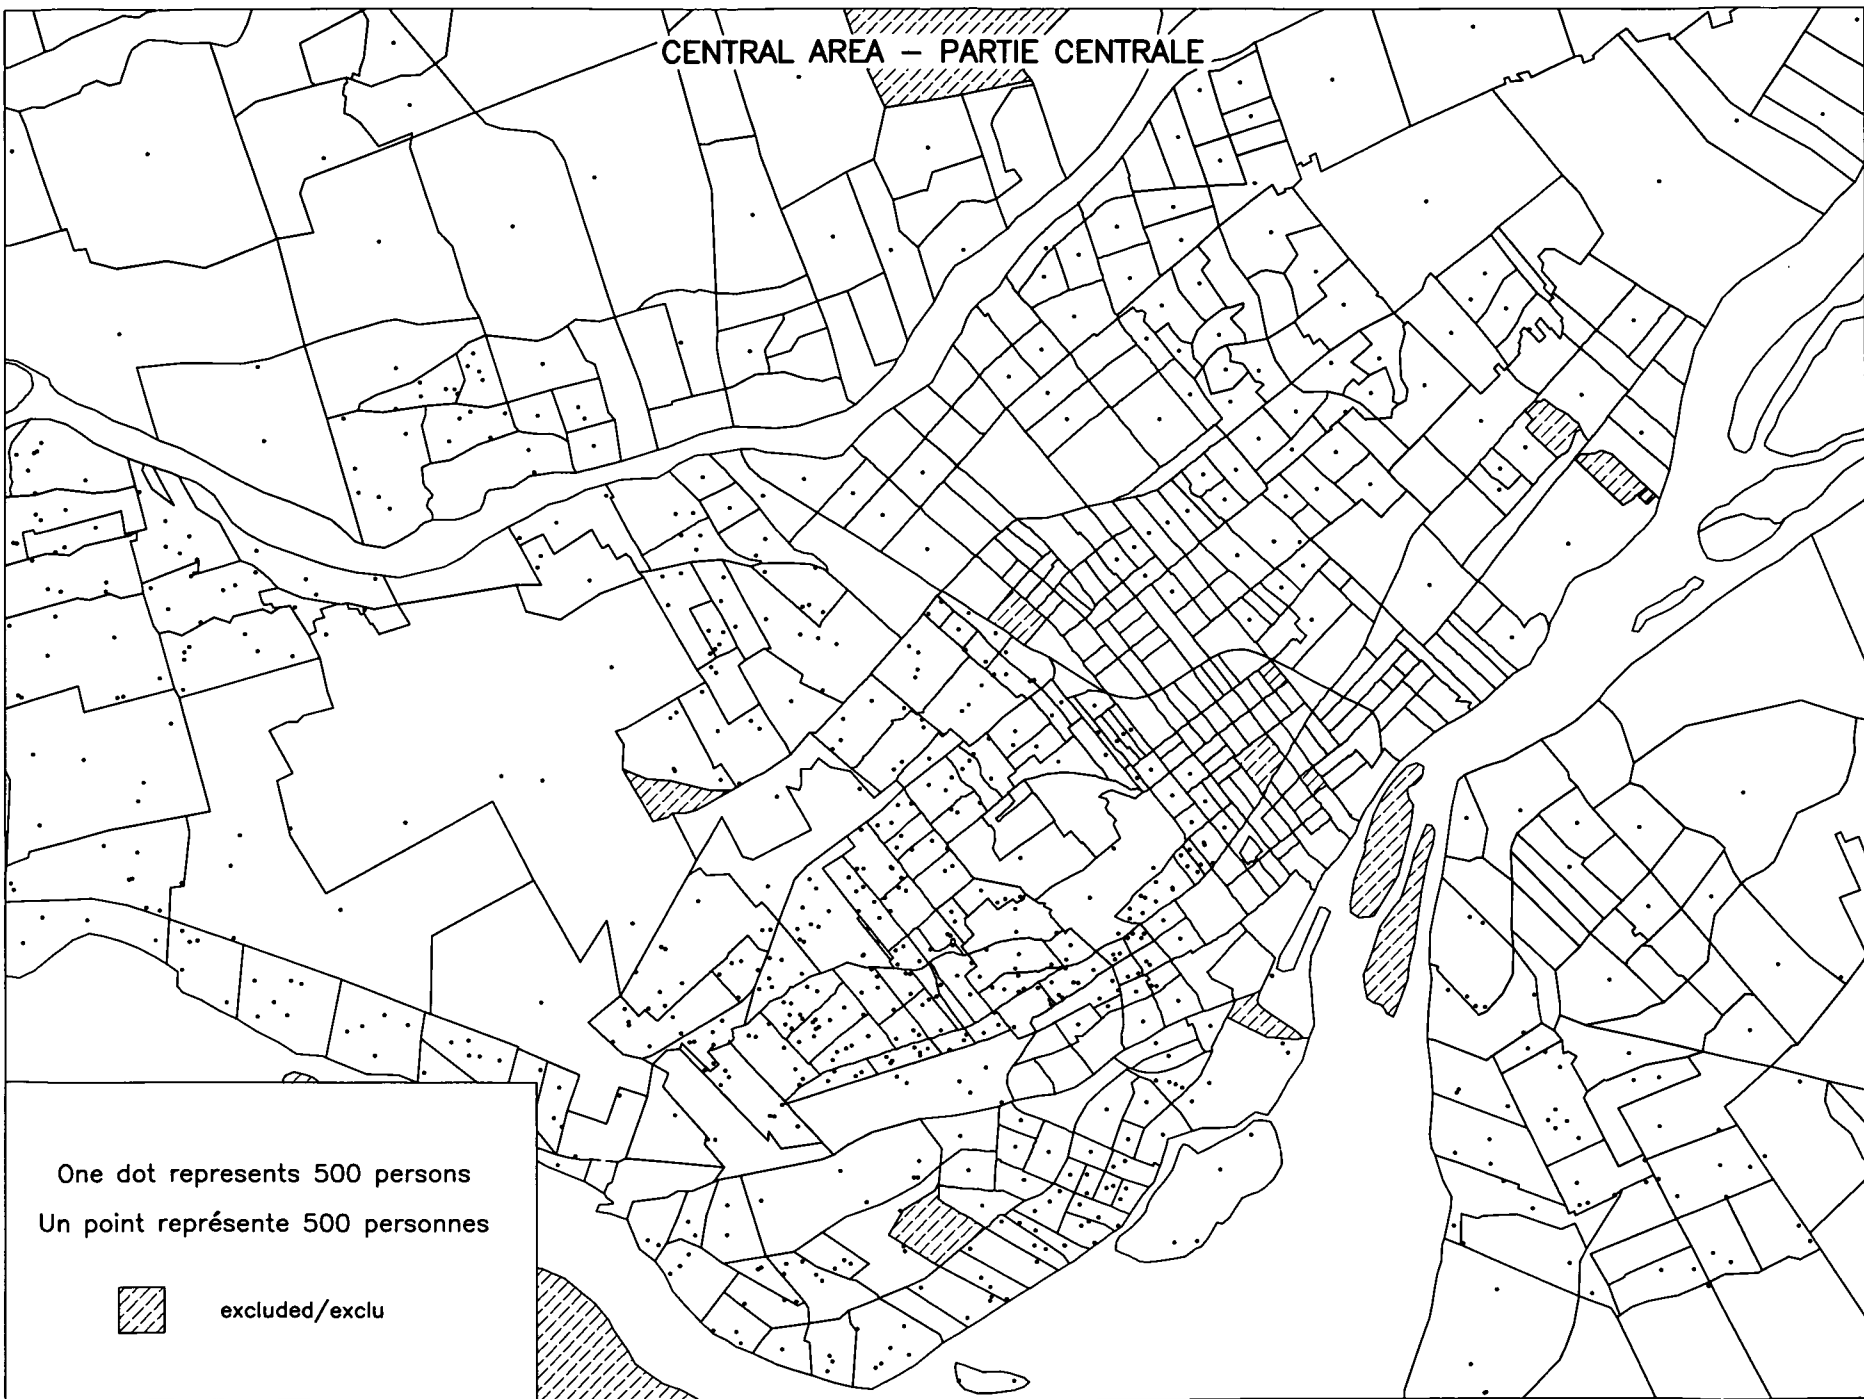 CENTRAL AREA – PARTIE CENTRALE
One dot represents 500 persons
Un point représente 500 personnes
excluded/exclu